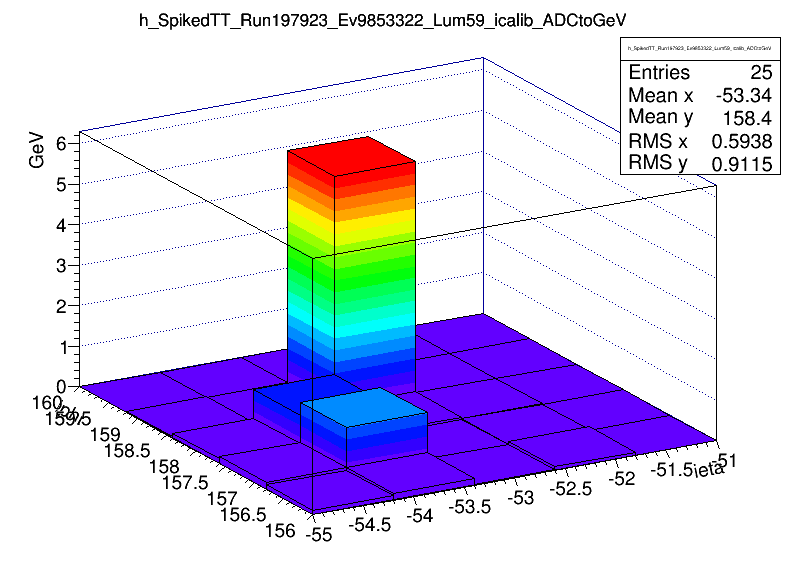 h_SpikedTT_Run197923_Ev9853322_Lum59_icalib_ADCtoGeV
h_SpikedTT_Run197923_Ev9853322_Lum59_icalib_ADCtoGeV
Entries 25
Mean x -53.34
Mean y 158.4
RMS x 0.5938
RMS y 0.9115
GeV
6
5
4
3
2
1
0
160
159.5
159
158.5
158
157.5
157
156.5
156
-55
-54.5
-54
-53.5
-53
-52.5
-52
-51.5
ieta
-51